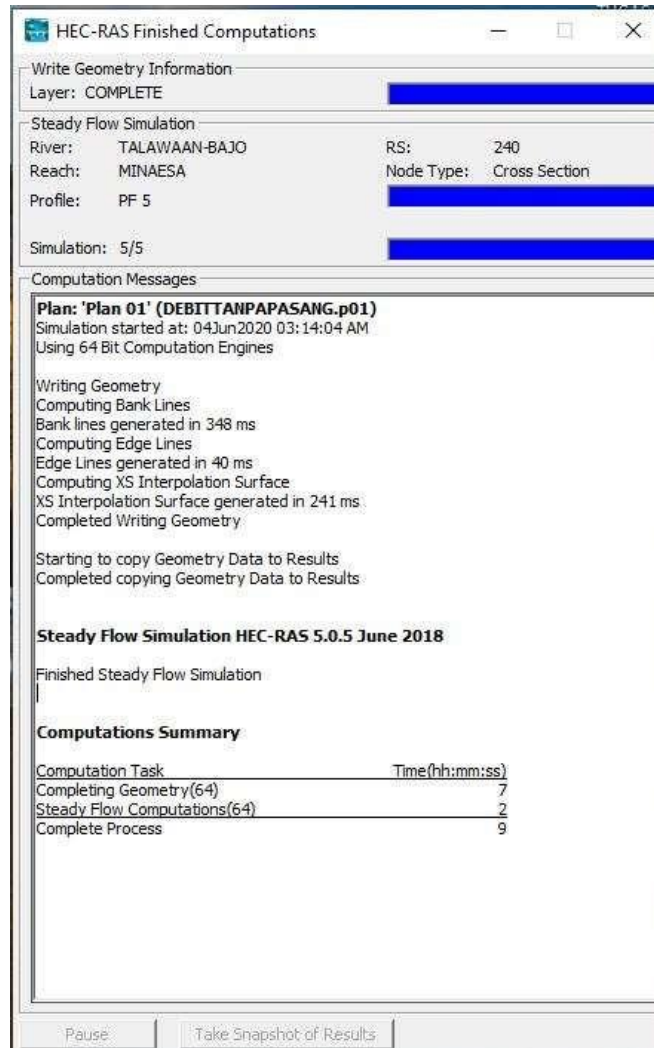 HEC-RAS Finished Computations
Write Geometry Information
Layer: COMPLETE
Steady Flow Simulation
River: TALAWAAN-BAJO RS: 240
Reach: MINAESA Node Type: Cross Section
Profile: PF 5
Simulation: 5/5
Computation Messages
Plan: 'Plan 01' (DEBITTANPAPASANG.p01)
Simulation started at: 04Jun2020 03:14:04 AM
Using 64 Bit Computation Engines
Writing Geometry
Computing Bank Lines
Bank lines generated in 348 ms
Computing Edge Lines
Edge Lines generated in 40 ms
Computing XS Interpolation Surface
XS Interpolation Surface generated in 241 ms
Completed Writing Geometry
Starting to copy Geometry Data to Results
Completed copying Geometry Data to Results
Steady Flow Simulation HEC-RAS 5.0.5 June 2018
Finished Steady Flow Simulation
Computations Summary
Computation Task Time(hh:mm:ss)
Completing Geometry(64) 7
Steady Flow Computations(64) 2
Complete Process 9
Pause Take Snapshot of Results